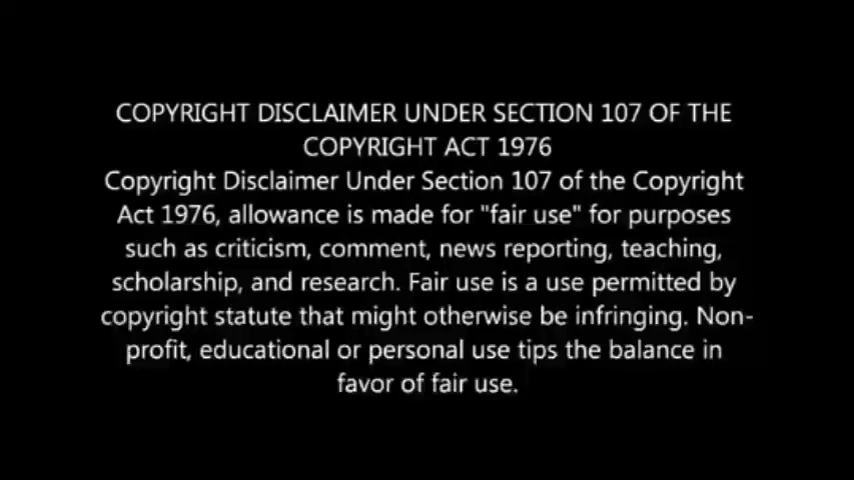 COPYRIGHT DISCLAIMER UNDER SECTION 107 OF THE
COPYRIGHT ACT 1976
Copyright Disclaimer Under Section 107 of the Copyright
Act 1976, allowance is made for "fair use" for purposes
such as criticism, comment, news reporting, teaching,
scholarship, and research. Fair use is a use permitted by
copyright statute that might otherwise be infringing. Non-
profit, educational or personal use tips the balance in
favor of fair use.